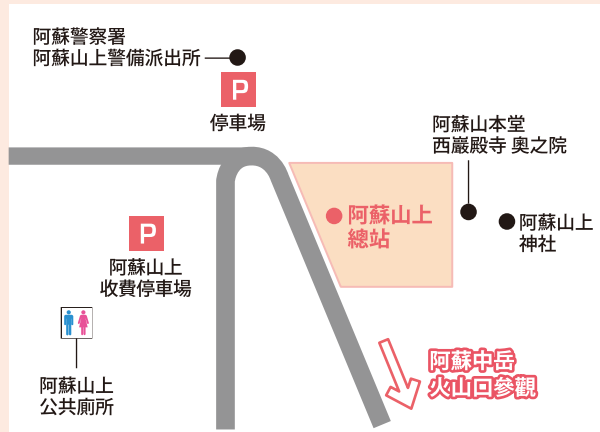 阿蘇警察署
阿蘇山上警備派出所
P
停車場
阿蘇山本堂
西巖殿寺 奧之院
阿蘇山上
總站
阿蘇山上
神社
P
阿蘇山上
收費停車場
阿蘇山上
公共廁所
阿蘇中岳
火山口參觀